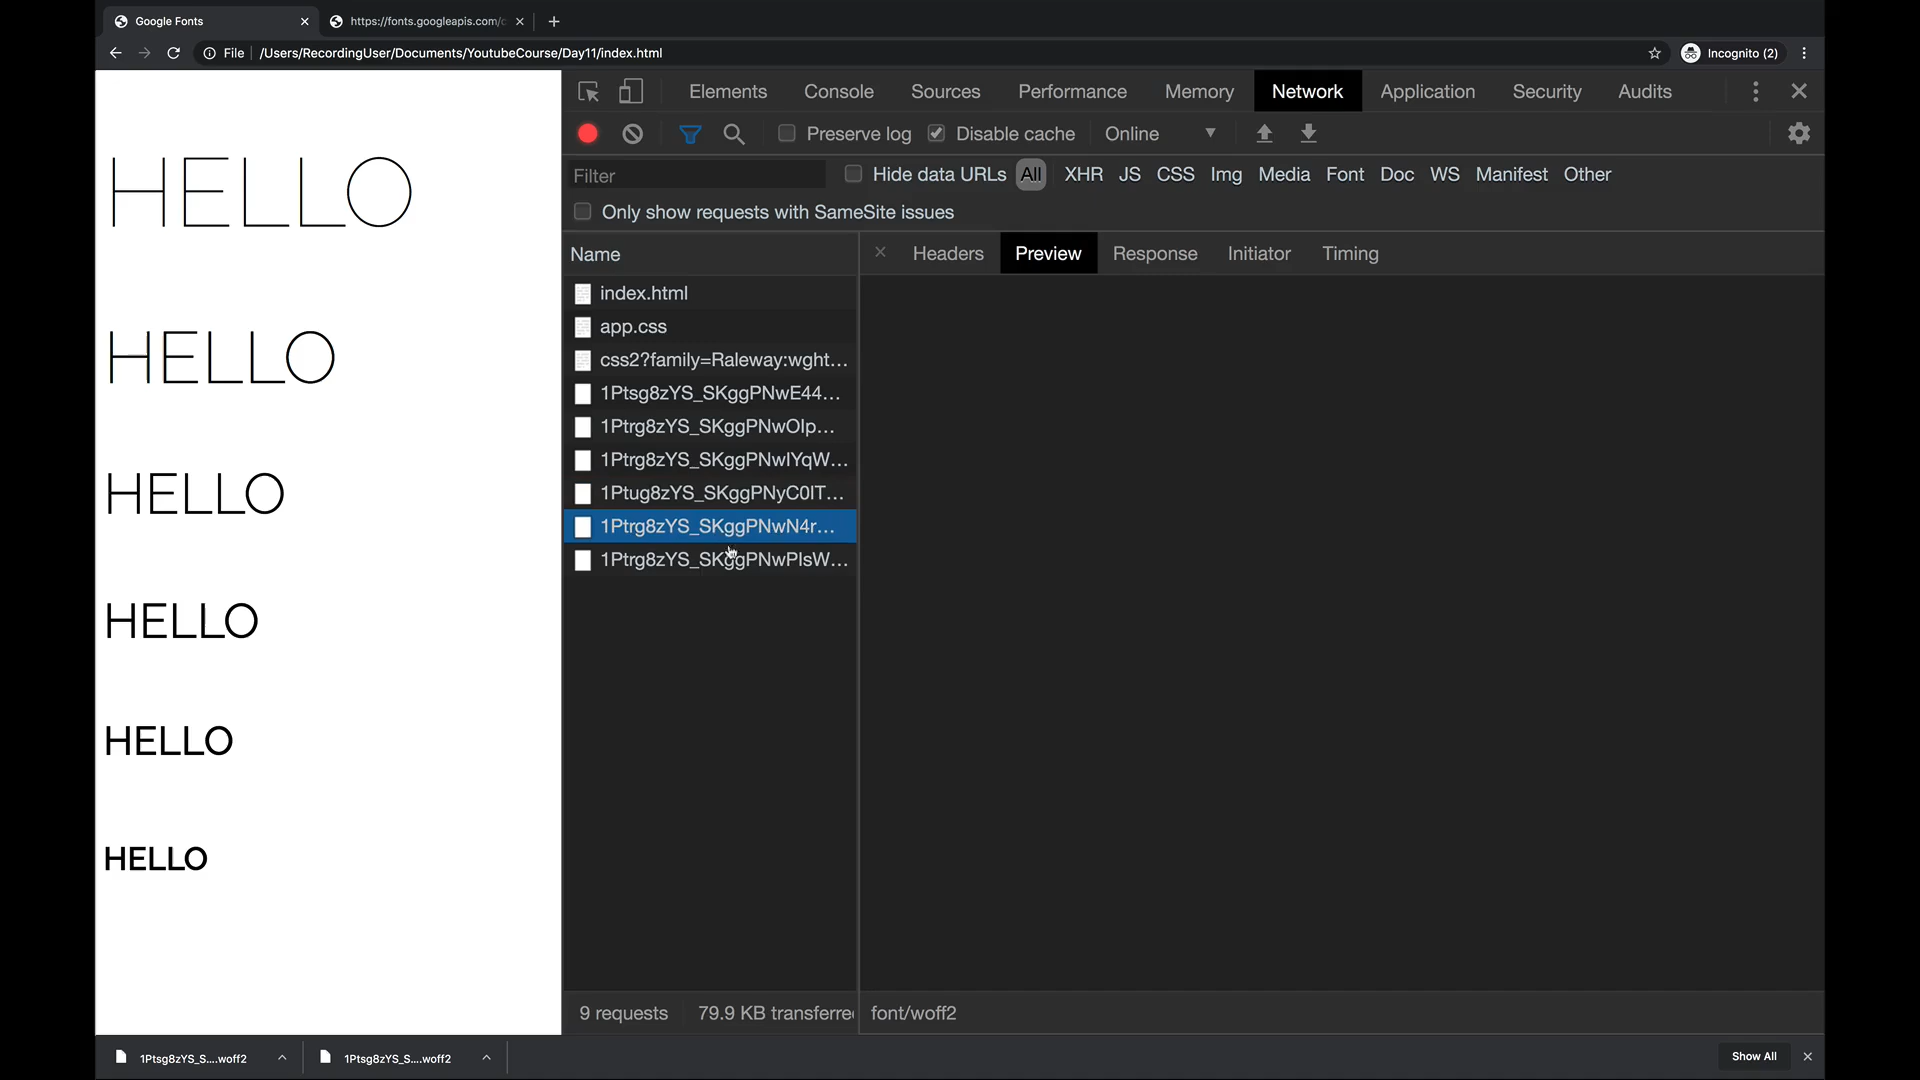 Google Fonts
https://fonts.googleapis.com/c
File /Users/RecordingUser/Documents/YoutubeCourse/Day11/index.html
Incognito (2)
HELLO
HELLO
HELLO
HELLO
HELLO
HELLO
Elements Console Sources Performance Memory Network Application Security Audits
Preserve log Disable cache Online
Filter Hide data URLs All XHR JS CSS Img Media Font Doc WS Manifest Other
Only show requests with SameSite issues
Name
Headers Preview Response Initiator Timing
index.html
app.css
css2?family=Raleway:wght...
1Ptsg8zYS_SKggPNwE44...
1Ptrg8zYS_SKggPNwOIp...
1Ptrg8zYS_SKggPNwIYqW...
1Ptug8zYS_SKggPNyC0IT...
1Ptrg8zYS_SKggPNwN4r...
1Ptrg8zYS_SKggPNwPIsW...
9 requests 79.9 KB transferre
font/woff2
1Ptsg8zYS_S....woff2
1Ptsg8zYS_S....woff2
Show All